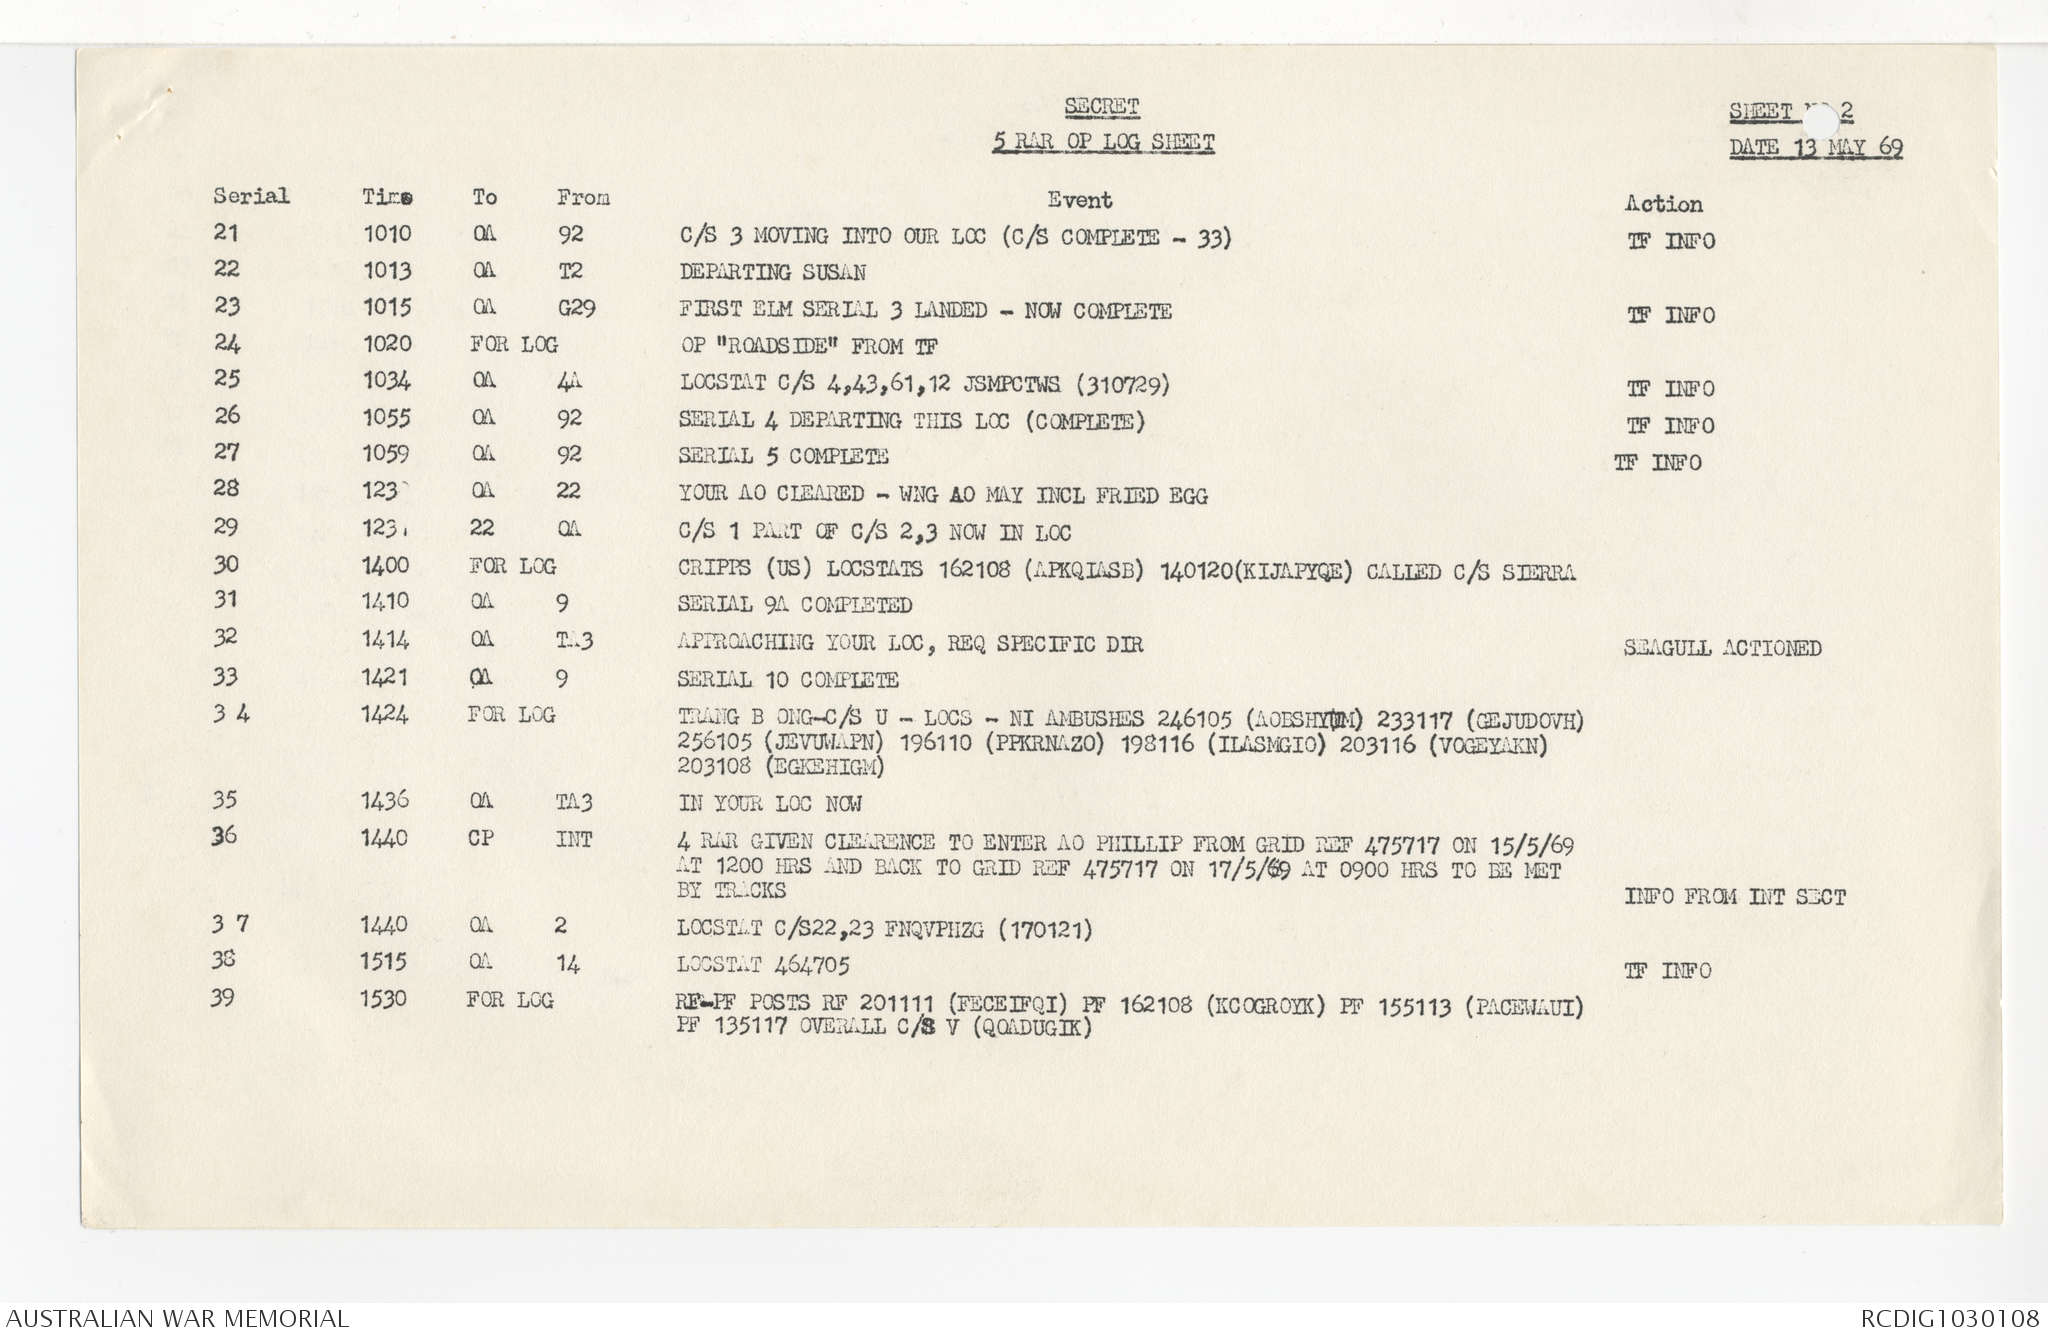 SECRET
5 RAR OP LOG SHEET
SHEET 2
DATE 13 MAY 69
Serial Time To From Event Action
21 1010 OA 92 C/S 3 MOVING INTO OUR LOC (C/S COMPLETE - 33) TF INFO
22 1013 OA T2 DEPARTING SUSAN
23 1015 OA G29 FIRST ELM SERIAL 3 LANDED - NOW COMPLETE TF INFO
24 1020 FOR LOG OP "ROADSIDE" FROM TF
25 1034 OA 4A LOCSTAT C/S 4,43,61,12 JSMPCTWS (310729) TF INFO
26 1055 OA 92 SERIAL 4 DEPARTING THIS LOC (COMPLETE) TF INFO
27 1059 OA 92 SERIAL 5 COMPLETE TF INFO
28 OA 22 YOUR AO CLEARED - WNG AO MAY INCL FRIED EGG
29 22 OA C/S 1 PART OF C/S 2,3 NOW IN LOC
30 1400 FOR LOG CRIPPS (US) LOCSTATS 162108 (APKQIASB) 140120(KIJAPYQE) CALLED C/S SIERRA
31 1410 OA 9 SERIAL 9A COMPLETED
32 1414 OA TA3 APPROACHING YOUR LOC, REQ SPECIFIC DIR SEAGULL ACTIONED
33 1421 OA 9 SERIAL 10 COMPLETE
3 4 1424 FOR LOG TRANG B ONG-C/S U - LOCS - NI AMBUSHES 246105 233117 (GEJUDOVH)
256105 (JEVUWAPN) 196110 (PPKRNAZO) 198116 (ILASMGIO) 203116 (VOGEYAKN)
203108 (EGKEHIGM)
35 1436 OA TA3 IN YOUR LOC NOW
36 1440 CP INT 4 RAR GIVEN CLEARENCE TO ENTER AO PHILLIP FROM GRID REF 475717 ON 15/5/69
AT 1200 HRS AND BACK TO GRID REF 475717 ON 17/5/69 AT 0900 HRS TO BE MET
BY TRACKS INFO FROM INT SECT
3 7 1440 OA 2 LOCSTAT C/S22,23 FNQVPHZG (170121)
38 1515 OA 14 LOCSTAT 464705 TF INFO
39 1530 FOR LOG RF-PF POSTS RF 201111 (FECEIFQI) PF 162108 (KCOGROYK) PF 155113 (PACEWAUI)
PF 135117 OVERALL C/S V (QOADUGIK)
AUSTRALIAN WAR MEMORIAL RCDIG1030108